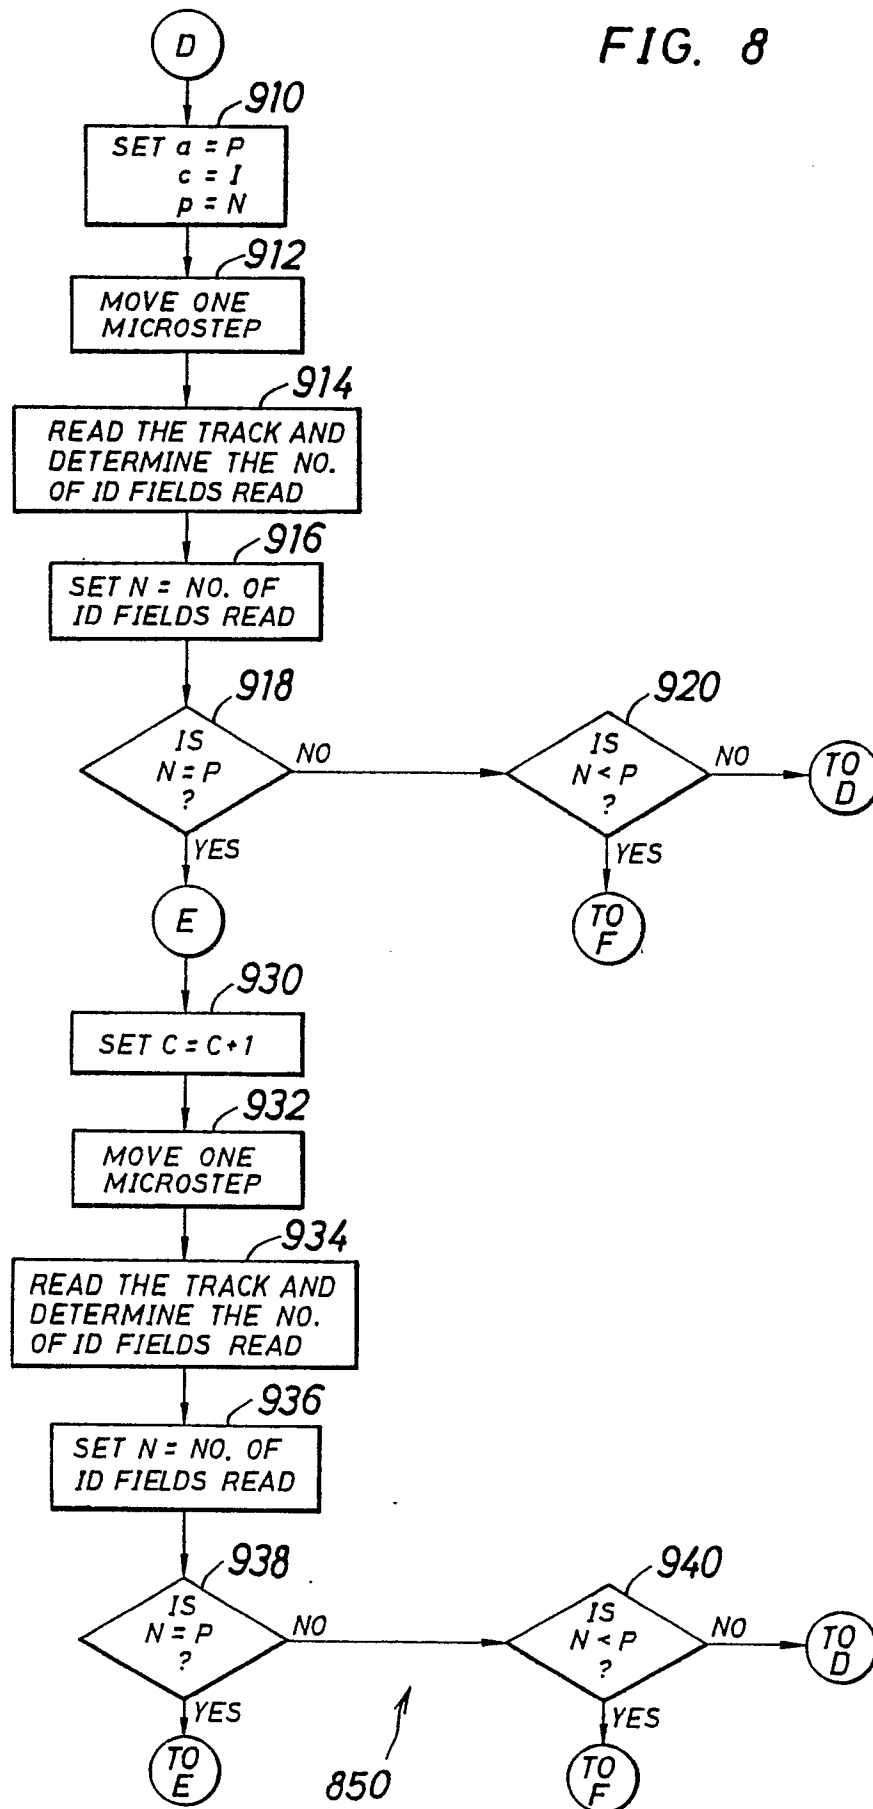 FIG. 8
D
910
SET a = P
c = I
p = N
912
MOVE ONE
MICROSTEP
914
READ THE TRACK AND
DETERMINE THE NO.
OF ID FIELDS READ
916
SET N = NO. OF
ID FIELDS READ
918
IS
N = P
?
NO
YES
920
IS
N < P
?
NO
TO
D
YES
TO
F
E
930
SET C = C+1
932
MOVE ONE
MICROSTEP
934
READ THE TRACK AND
DETERMINE THE NO.
OF ID FIELDS READ
936
SET N = NO. OF
ID FIELDS READ
938
IS
N = P
?
NO
YES
TO
E
940
IS
N < P
?
NO
TO
D
YES
TO
F
850